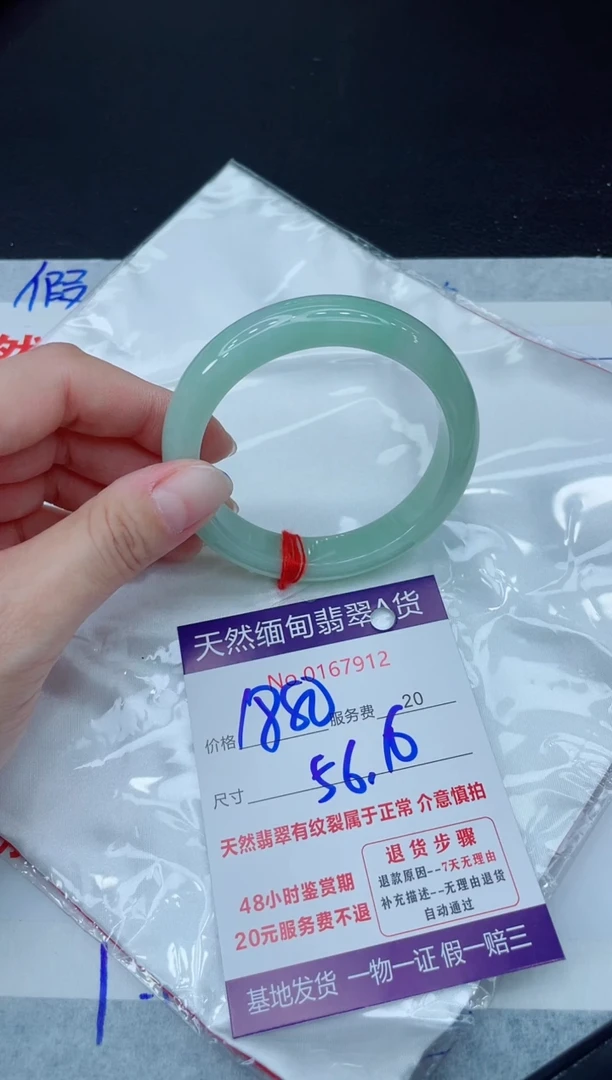 假
然
天然缅甸翡翠A货
No.0167912
价格 1880 服务费 20
尺寸 56.6
天然翡翠有纹裂属于正常 介意慎拍
48小时鉴赏期
20元服务费不退
退货步骤
退款原因--7天无理由
补充描述--无理由退货
自动通过
基地发货 一物一证 假一赔三